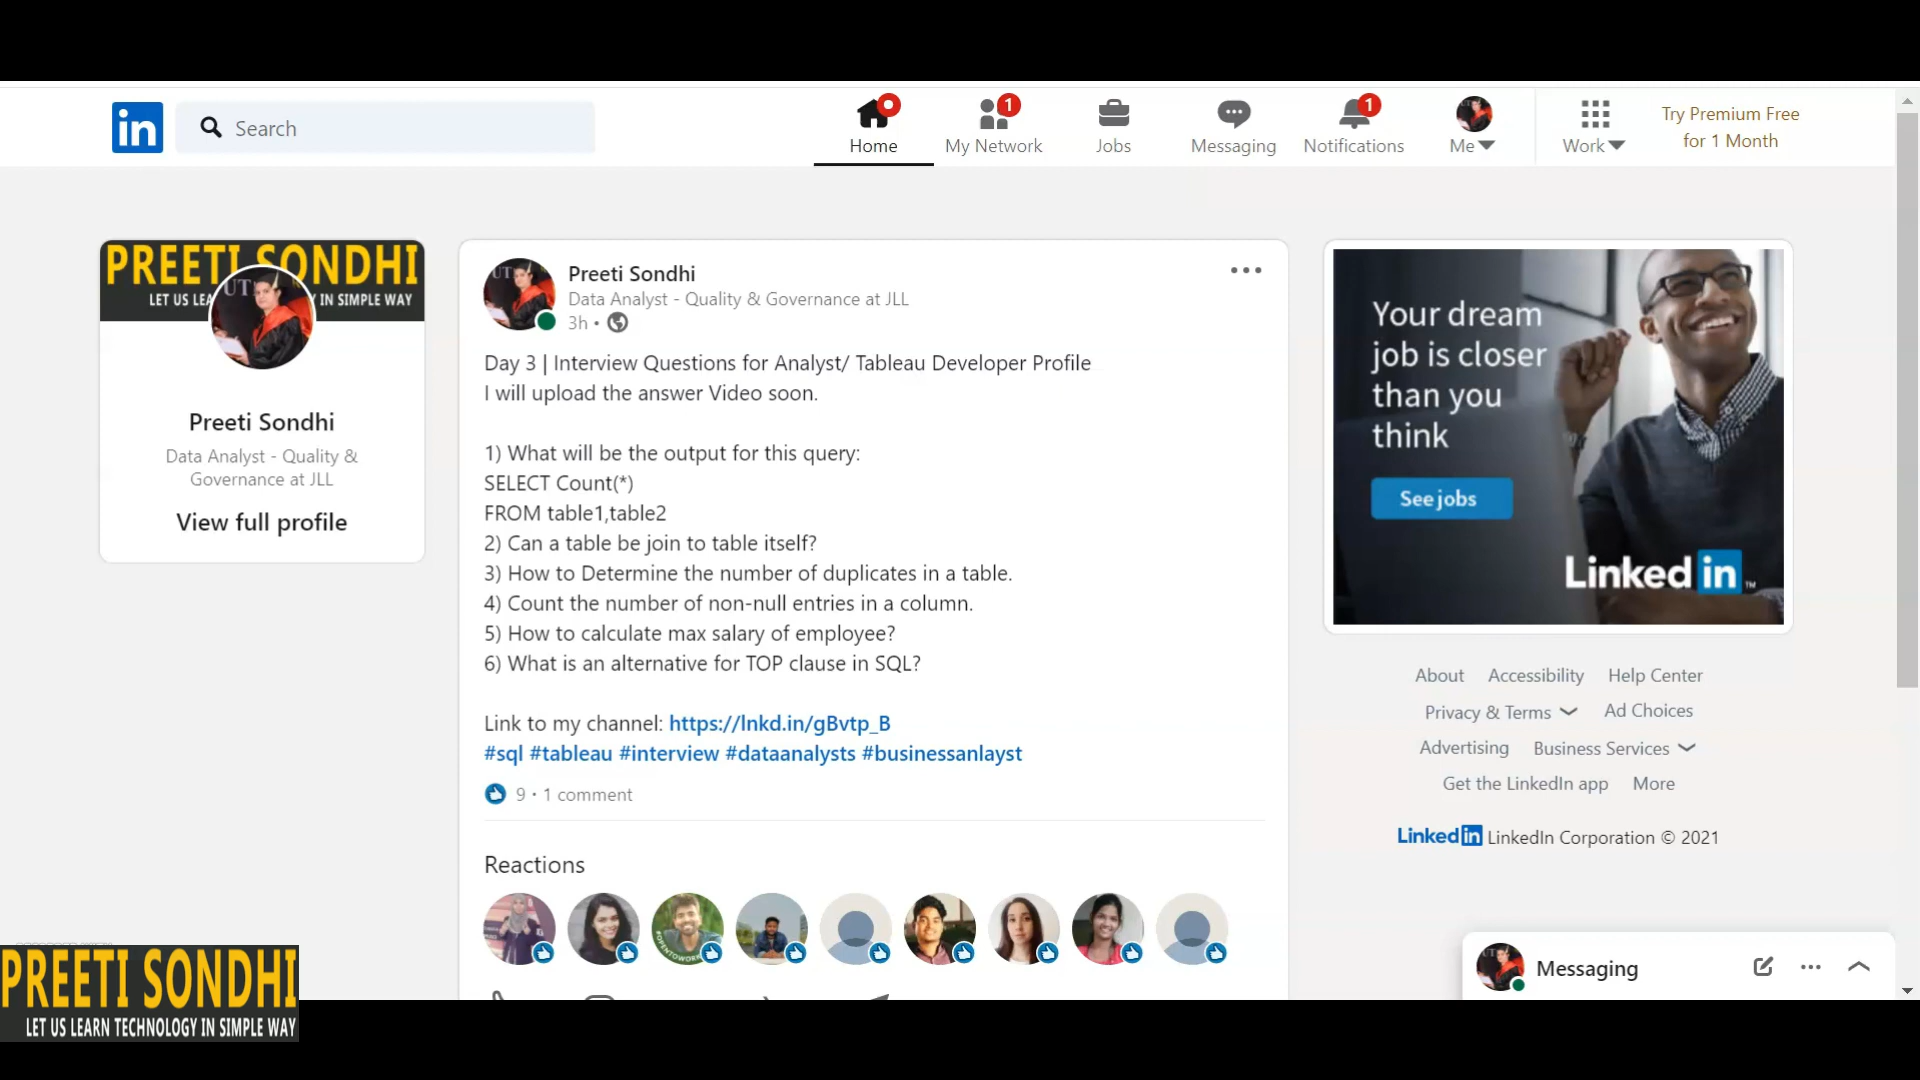 in
Search
Home
1
My Network
Jobs
Messaging
1
Notifications
Me
Work
Try Premium Free
for 1 Month
PREETI SONDHI
LET US LEA
IN SIMPLE WAY
UT
Preeti Sondhi
Data Analyst - Quality &
Governance at JLL
View full profile
Preeti Sondhi
Data Analyst - Quality & Governance at JLL
3h •
Day 3 | Interview Questions for Analyst/ Tableau Developer Profile
I will upload the answer Video soon.
1) What will be the output for this query:
SELECT Count(*)
FROM table1,table2
2) Can a table be join to table itself?
3) How to Determine the number of duplicates in a table.
4) Count the number of non-null entries in a column.
5) How to calculate max salary of employee?
6) What is an alternative for TOP clause in SQL?
Link to my channel: https://lnkd.in/gBvtp_B
#sql #tableau #interview #dataanalysts #businessanlayst
9 • 1 comment
Reactions
#OPENTOWORK
Your dream
job is closer
than you
think
See jobs
Linked in ™
About Accessibility Help Center
Privacy & Terms Ad Choices
Advertising Business Services
Get the LinkedIn app More
Linked in LinkedIn Corporation © 2021
Messaging
PREETI SONDHI
LET US LEARN TECHNOLOGY IN SIMPLE WAY